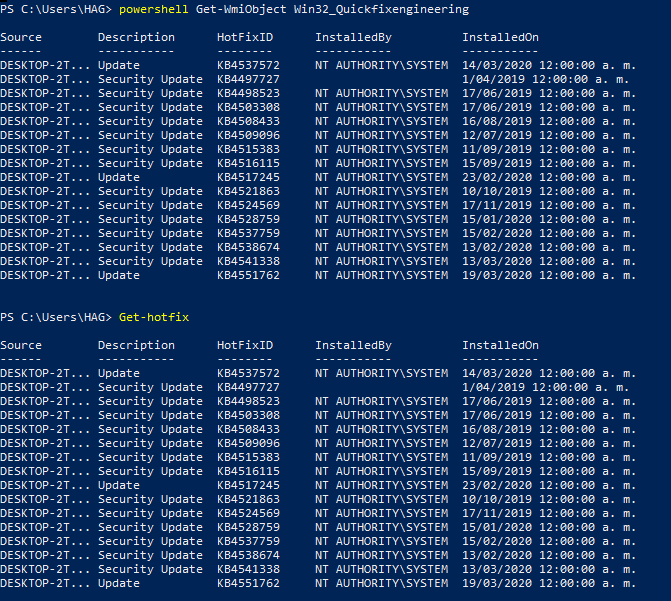 PS C:\Users\HAG> powershell Get-WmiObject Win32_Quickfixengineering
Source Description HotFixID InstalledBy InstalledOn
------ ----------- -------- ----------- -----------
DESKTOP-2T... Update KB4537572 NT AUTHORITY\SYSTEM 14/03/2020 12:00:00 a. m.
DESKTOP-2T... Security Update KB4497727 1/04/2019 12:00:00 a. m.
DESKTOP-2T... Security Update KB4498523 NT AUTHORITY\SYSTEM 17/06/2019 12:00:00 a. m.
DESKTOP-2T... Security Update KB4503308 NT AUTHORITY\SYSTEM 17/06/2019 12:00:00 a. m.
DESKTOP-2T... Security Update KB4508433 NT AUTHORITY\SYSTEM 16/08/2019 12:00:00 a. m.
DESKTOP-2T... Security Update KB4509096 NT AUTHORITY\SYSTEM 12/07/2019 12:00:00 a. m.
DESKTOP-2T... Security Update KB4515383 NT AUTHORITY\SYSTEM 11/09/2019 12:00:00 a. m.
DESKTOP-2T... Security Update KB4516115 NT AUTHORITY\SYSTEM 15/09/2019 12:00:00 a. m.
DESKTOP-2T... Update KB4517245 NT AUTHORITY\SYSTEM 23/02/2020 12:00:00 a. m.
DESKTOP-2T... Security Update KB4521863 NT AUTHORITY\SYSTEM 10/10/2019 12:00:00 a. m.
DESKTOP-2T... Security Update KB4524569 NT AUTHORITY\SYSTEM 17/11/2019 12:00:00 a. m.
DESKTOP-2T... Security Update KB4528759 NT AUTHORITY\SYSTEM 15/01/2020 12:00:00 a. m.
DESKTOP-2T... Security Update KB4537759 NT AUTHORITY\SYSTEM 15/02/2020 12:00:00 a. m.
DESKTOP-2T... Security Update KB4538674 NT AUTHORITY\SYSTEM 13/02/2020 12:00:00 a. m.
DESKTOP-2T... Security Update KB4541338 NT AUTHORITY\SYSTEM 13/03/2020 12:00:00 a. m.
DESKTOP-2T... Update KB4551762 NT AUTHORITY\SYSTEM 19/03/2020 12:00:00 a. m.
PS C:\Users\HAG> Get-hotfix
Source Description HotFixID InstalledBy InstalledOn
------ ----------- -------- ----------- -----------
DESKTOP-2T... Update KB4537572 NT AUTHORITY\SYSTEM 14/03/2020 12:00:00 a. m.
DESKTOP-2T... Security Update KB4497727 1/04/2019 12:00:00 a. m.
DESKTOP-2T... Security Update KB4498523 NT AUTHORITY\SYSTEM 17/06/2019 12:00:00 a. m.
DESKTOP-2T... Security Update KB4503308 NT AUTHORITY\SYSTEM 17/06/2019 12:00:00 a. m.
DESKTOP-2T... Security Update KB4508433 NT AUTHORITY\SYSTEM 16/08/2019 12:00:00 a. m.
DESKTOP-2T... Security Update KB4509096 NT AUTHORITY\SYSTEM 12/07/2019 12:00:00 a. m.
DESKTOP-2T... Security Update KB4515383 NT AUTHORITY\SYSTEM 11/09/2019 12:00:00 a. m.
DESKTOP-2T... Security Update KB4516115 NT AUTHORITY\SYSTEM 15/09/2019 12:00:00 a. m.
DESKTOP-2T... Update KB4517245 NT AUTHORITY\SYSTEM 23/02/2020 12:00:00 a. m.
DESKTOP-2T... Security Update KB4521863 NT AUTHORITY\SYSTEM 10/10/2019 12:00:00 a. m.
DESKTOP-2T... Security Update KB4524569 NT AUTHORITY\SYSTEM 17/11/2019 12:00:00 a. m.
DESKTOP-2T... Security Update KB4528759 NT AUTHORITY\SYSTEM 15/01/2020 12:00:00 a. m.
DESKTOP-2T... Security Update KB4537759 NT AUTHORITY\SYSTEM 15/02/2020 12:00:00 a. m.
DESKTOP-2T... Security Update KB4538674 NT AUTHORITY\SYSTEM 13/02/2020 12:00:00 a. m.
DESKTOP-2T... Security Update KB4541338 NT AUTHORITY\SYSTEM 13/03/2020 12:00:00 a. m.
DESKTOP-2T... Update KB4551762 NT AUTHORITY\SYSTEM 19/03/2020 12:00:00 a. m.